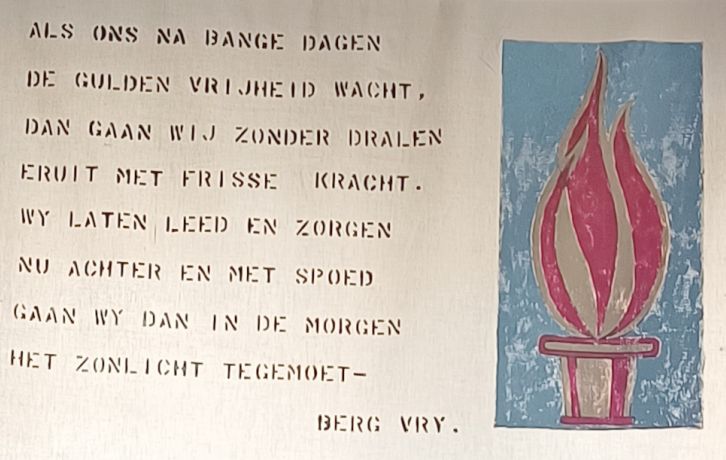 ALS ONS NA BANGE DAGEN
DE GULDEN VRIJHEID WACHT,
DAN GAAN WIJ ZONDER DRALEN
ERUIT MET FRISSE KRACHT.
WY LATEN LEED EN ZORGEN
NU ACHTER EN MET SPOED
GAAN WY DAN IN DE MORGEN
HET ZONLICHT TEGEMOET-
BERG VRY.